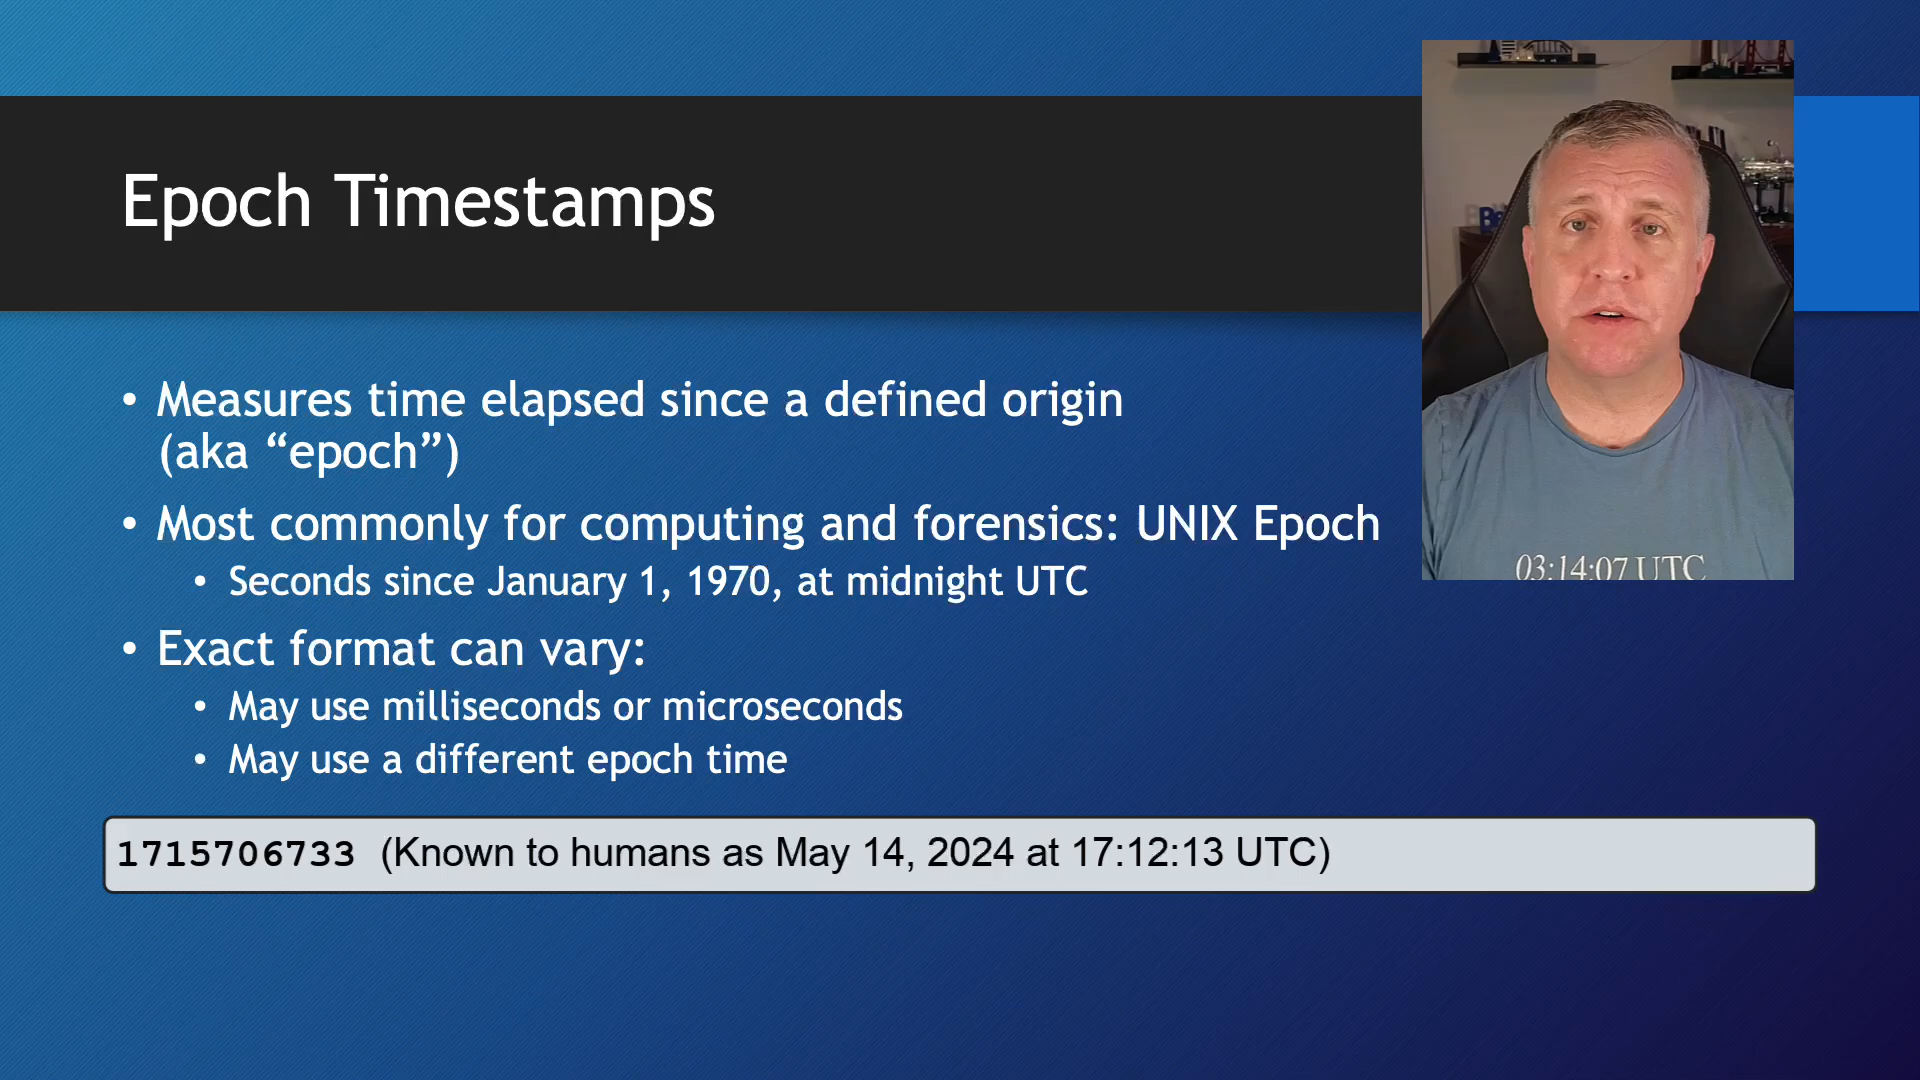 Epoch Timestamps
• Measures time elapsed since a defined origin
(aka “epoch”)
• Most commonly for computing and forensics: UNIX Epoch
• Seconds since January 1, 1970, at midnight UTC
• Exact format can vary:
• May use milliseconds or microseconds
• May use a different epoch time
1715706733 (Known to humans as May 14, 2024 at 17:12:13 UTC)
03:14:07 UTC